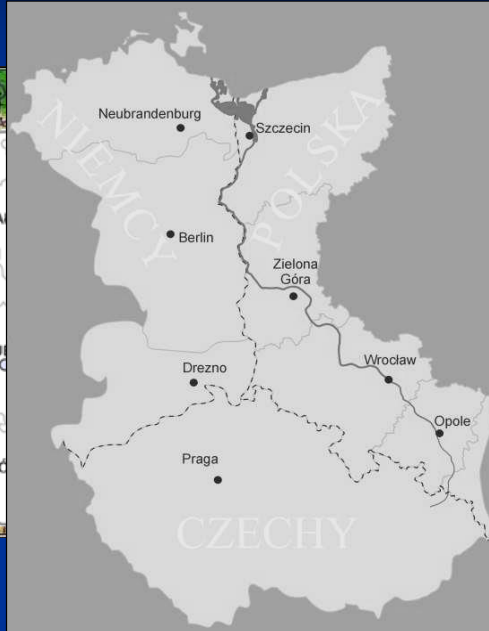 Neubrandenburg
Szczecin
NIEMCY
POLSKA
Berlin
Zielona
Góra
Drezno
Wrocław
Opole
Praga
CZECHY